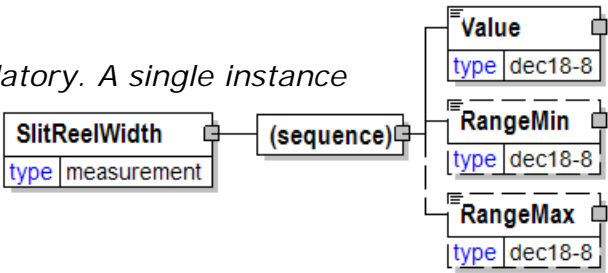 Value
type dec18-8
latory. A single instance
RangeMin
SlitReelWidth
(sequence)
type dec18-8
type measurement
RangeMax
type dec18-8